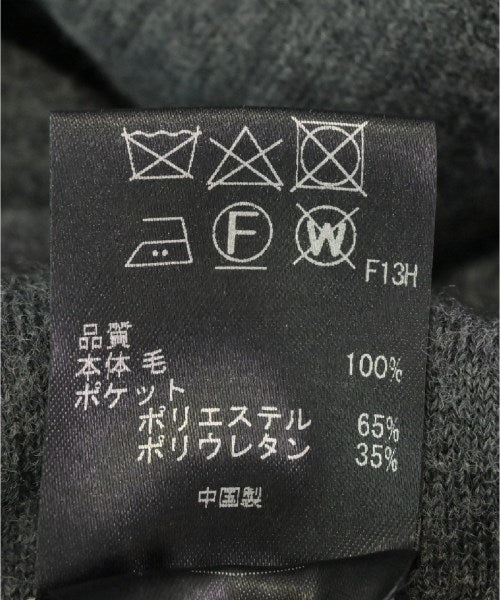 F
W
F13H
品質
本体 毛 100%
ポケット
ポリエステル 65%
ポリウレタン 35%
中国製